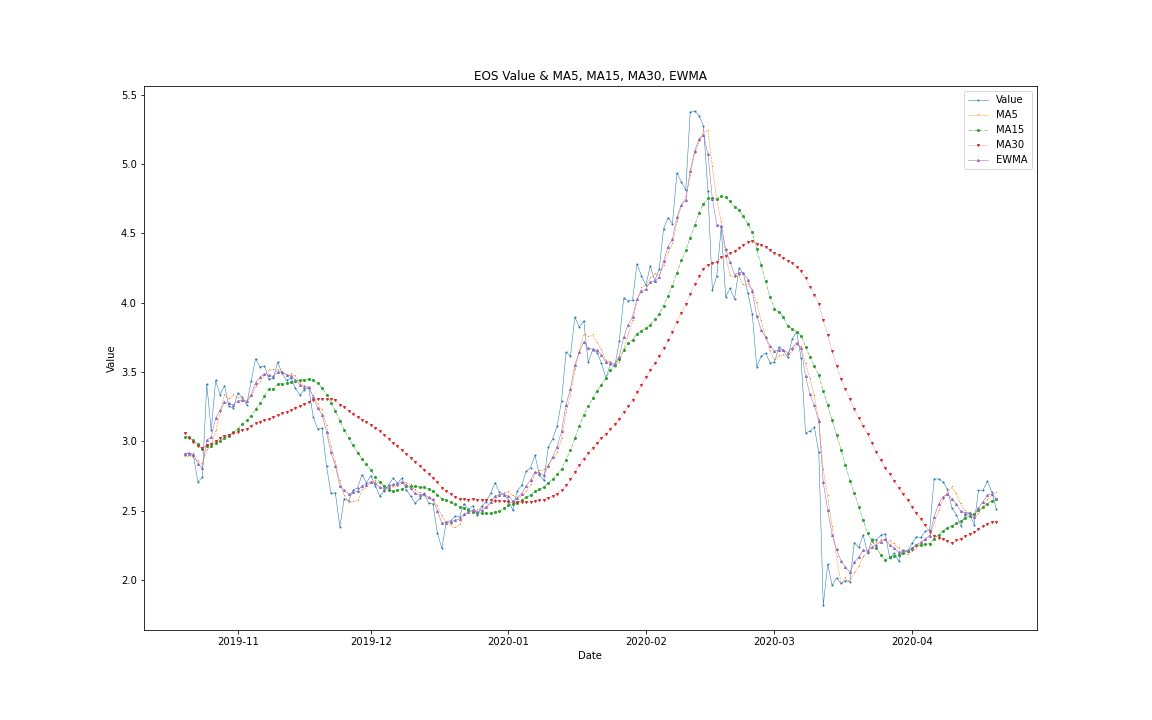 EOS Value & MA5, MA15, MA30, EWMA
Value
MA5
MA15
MA30
EWMA
5.5
5.0
4.5
4.0
3.5
3.0
2.5
2.0
Value
2019-11
2019-12
2020-01
2020-02
2020-03
2020-04
Date